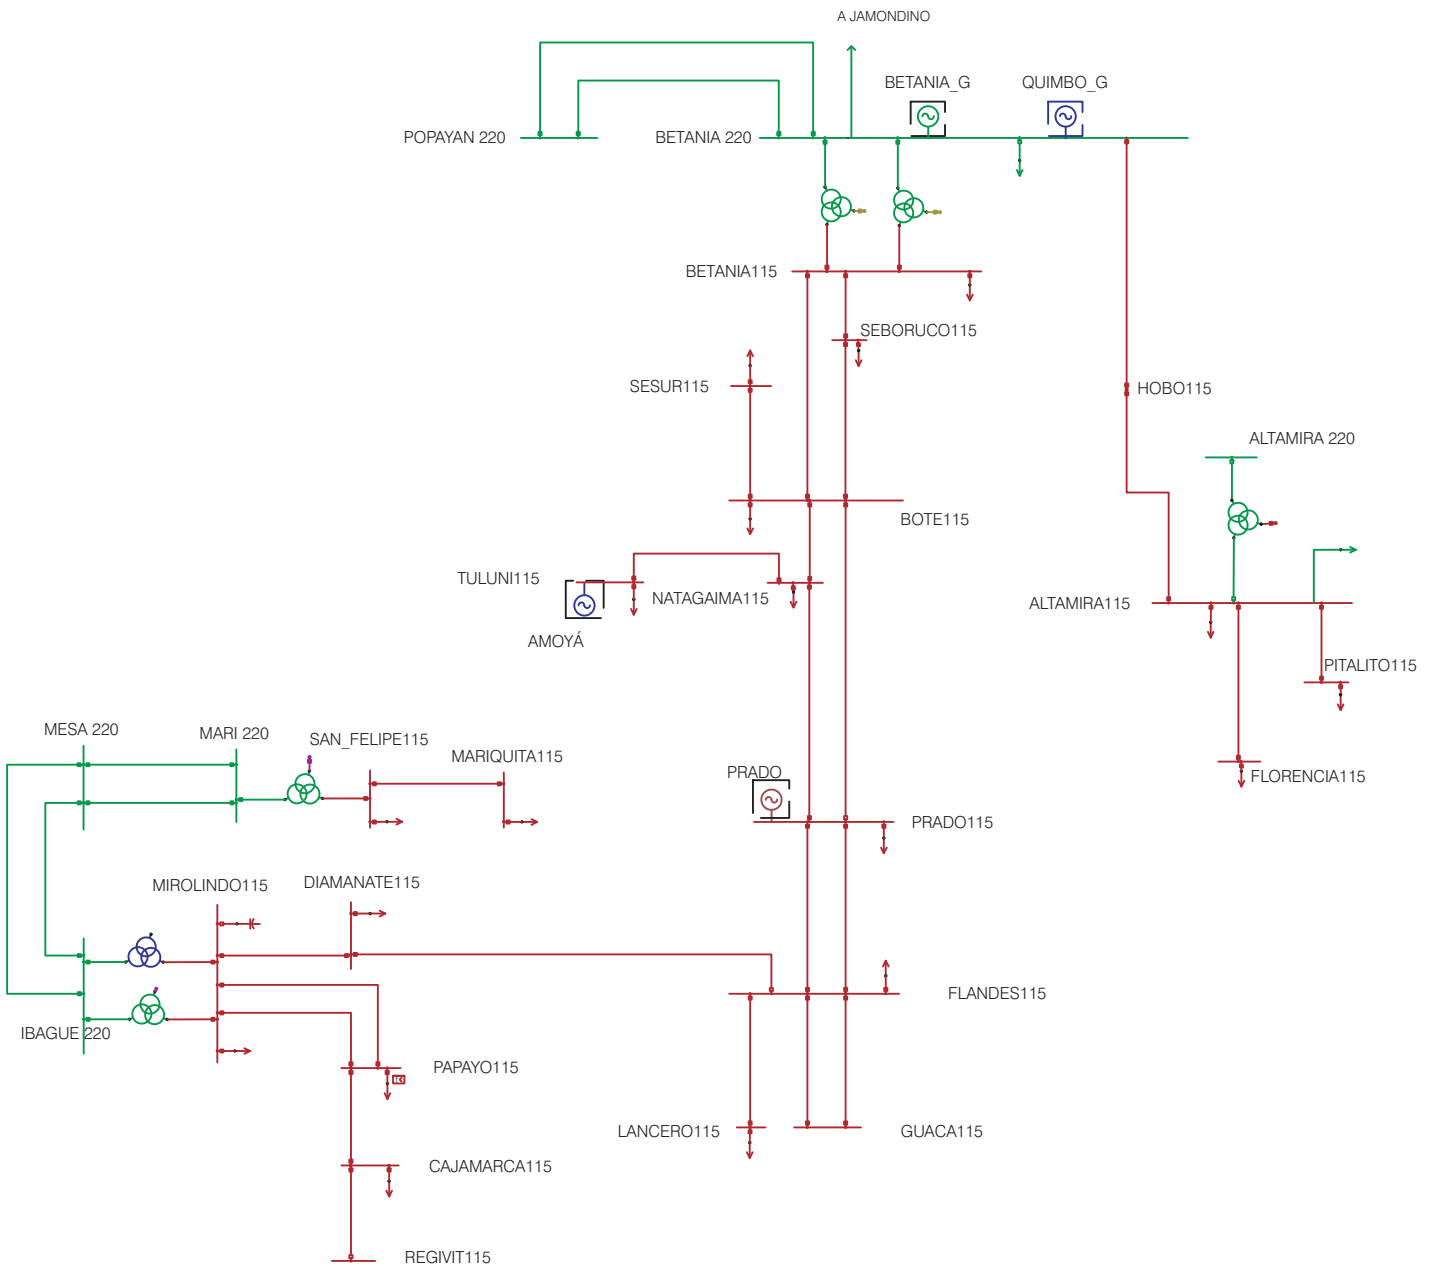 A JAMONDINO
BETANIA_G
QUIMBO_G
POPAYAN 220
BETANIA 220
BETANIA115
SEBORUCO115
SESUR115
HOBO115
ALTAMIRA 220
BOTE115
TULUNI115
NATAGAIMA115
ALTAMIRA115
AMOYÁ
PITALITO115
MESA 220
MARI 220
SAN_FELIPE115
MARIQUITA115
PRADO
FLORENCIA115
PRADO115
MIROLINDO115
DIAMANATE115
FLANDES115
IBAGUE 220
PAPAYO115
LANCERO115
GUACA115
CAJAMARCA115
REGIVIT115